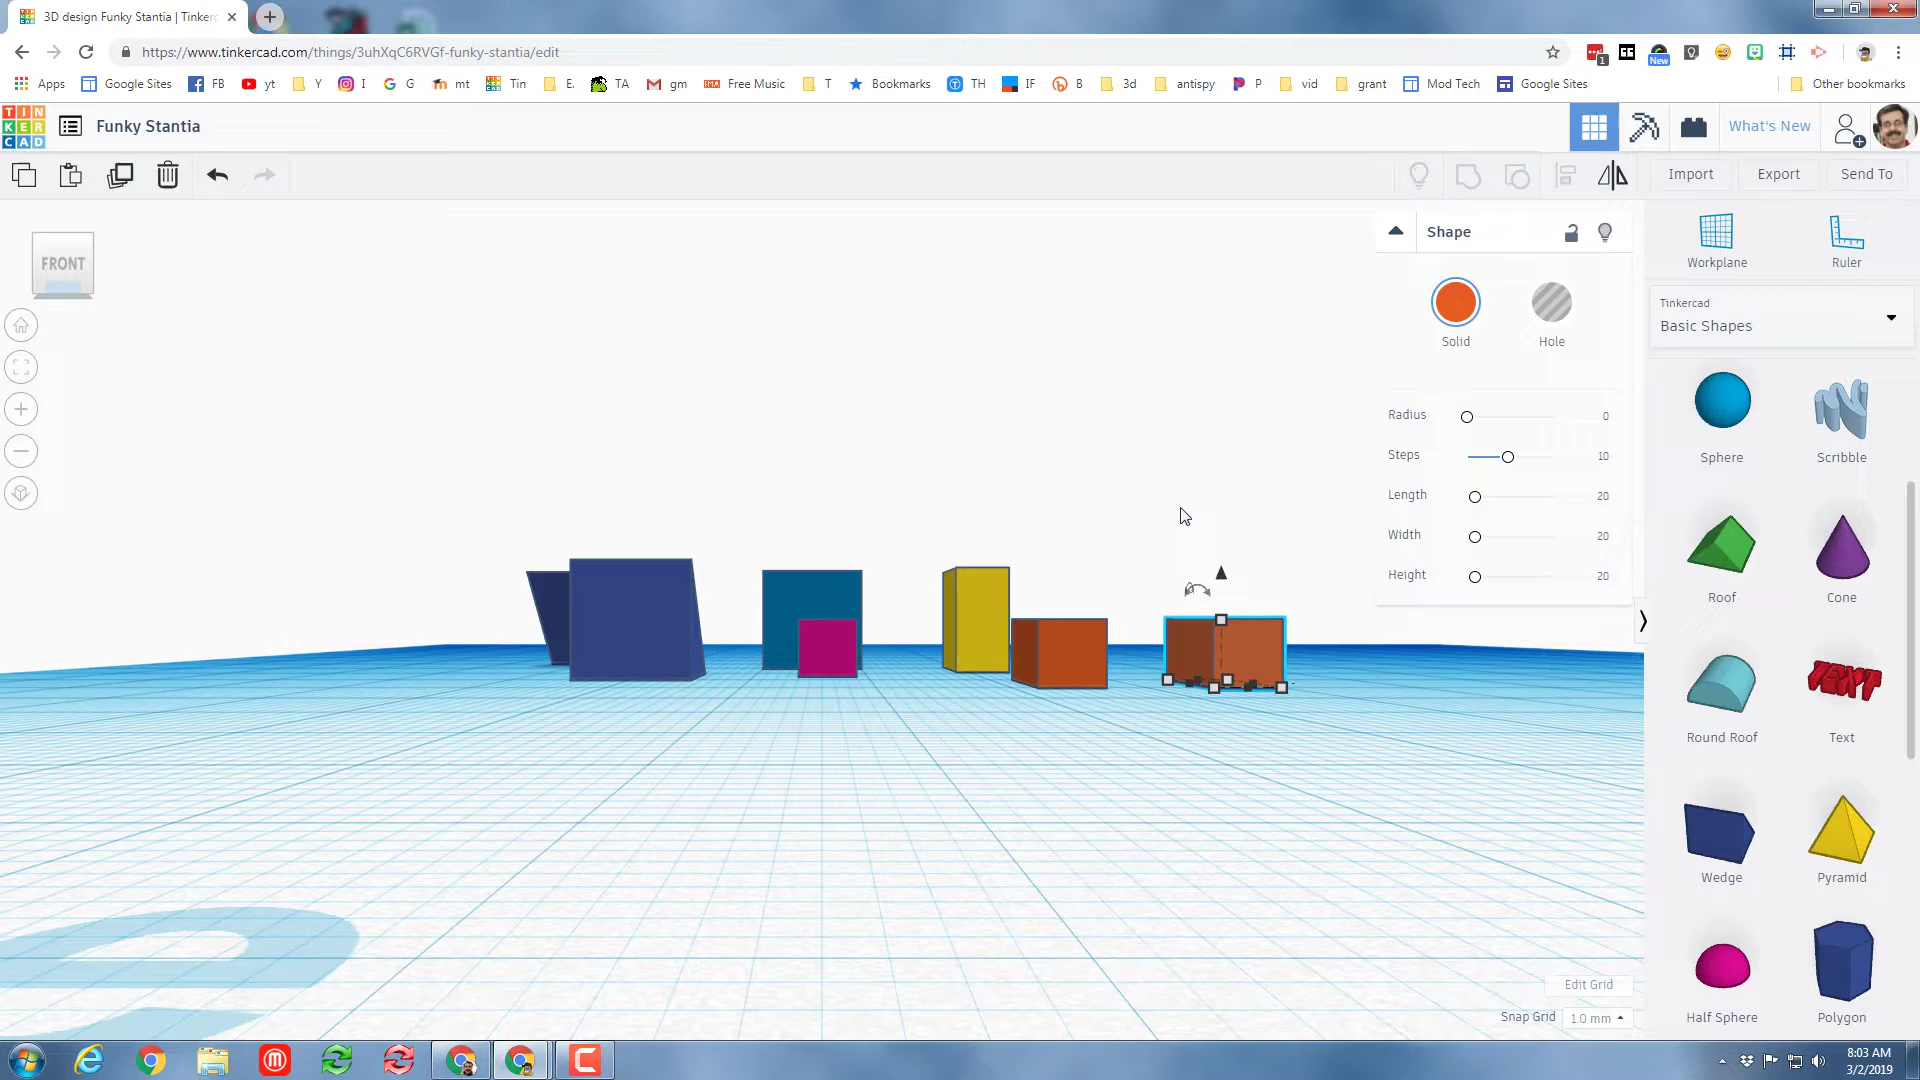 3D design Funky Stantia | Tinkerc
https://www.tinkercad.com/things/3uhXqC6RVGf-funky-stantia/edit
1
New
Apps Google Sites FB yt Y I G mt Tin E. TA gm Free Music T Bookmarks TH IF B 3d antispy P vid grant Mod Tech Google Sites Other bookmarks
TIN
KER
CAD
Funky Stantia
What's New
Import Export Send To
FRONT
Shape
Workplane Ruler
Solid Hole
Tinkercad
Basic Shapes
Radius 0
Steps 10
Length 20
Width 20
Height 20
Sphere Scribble
Roof Cone
TEXT
Round Roof Text
Wedge Pyramid
Half Sphere Polygon
Edit Grid
Snap Grid 1.0 mm
8:03 AM
3/2/2019